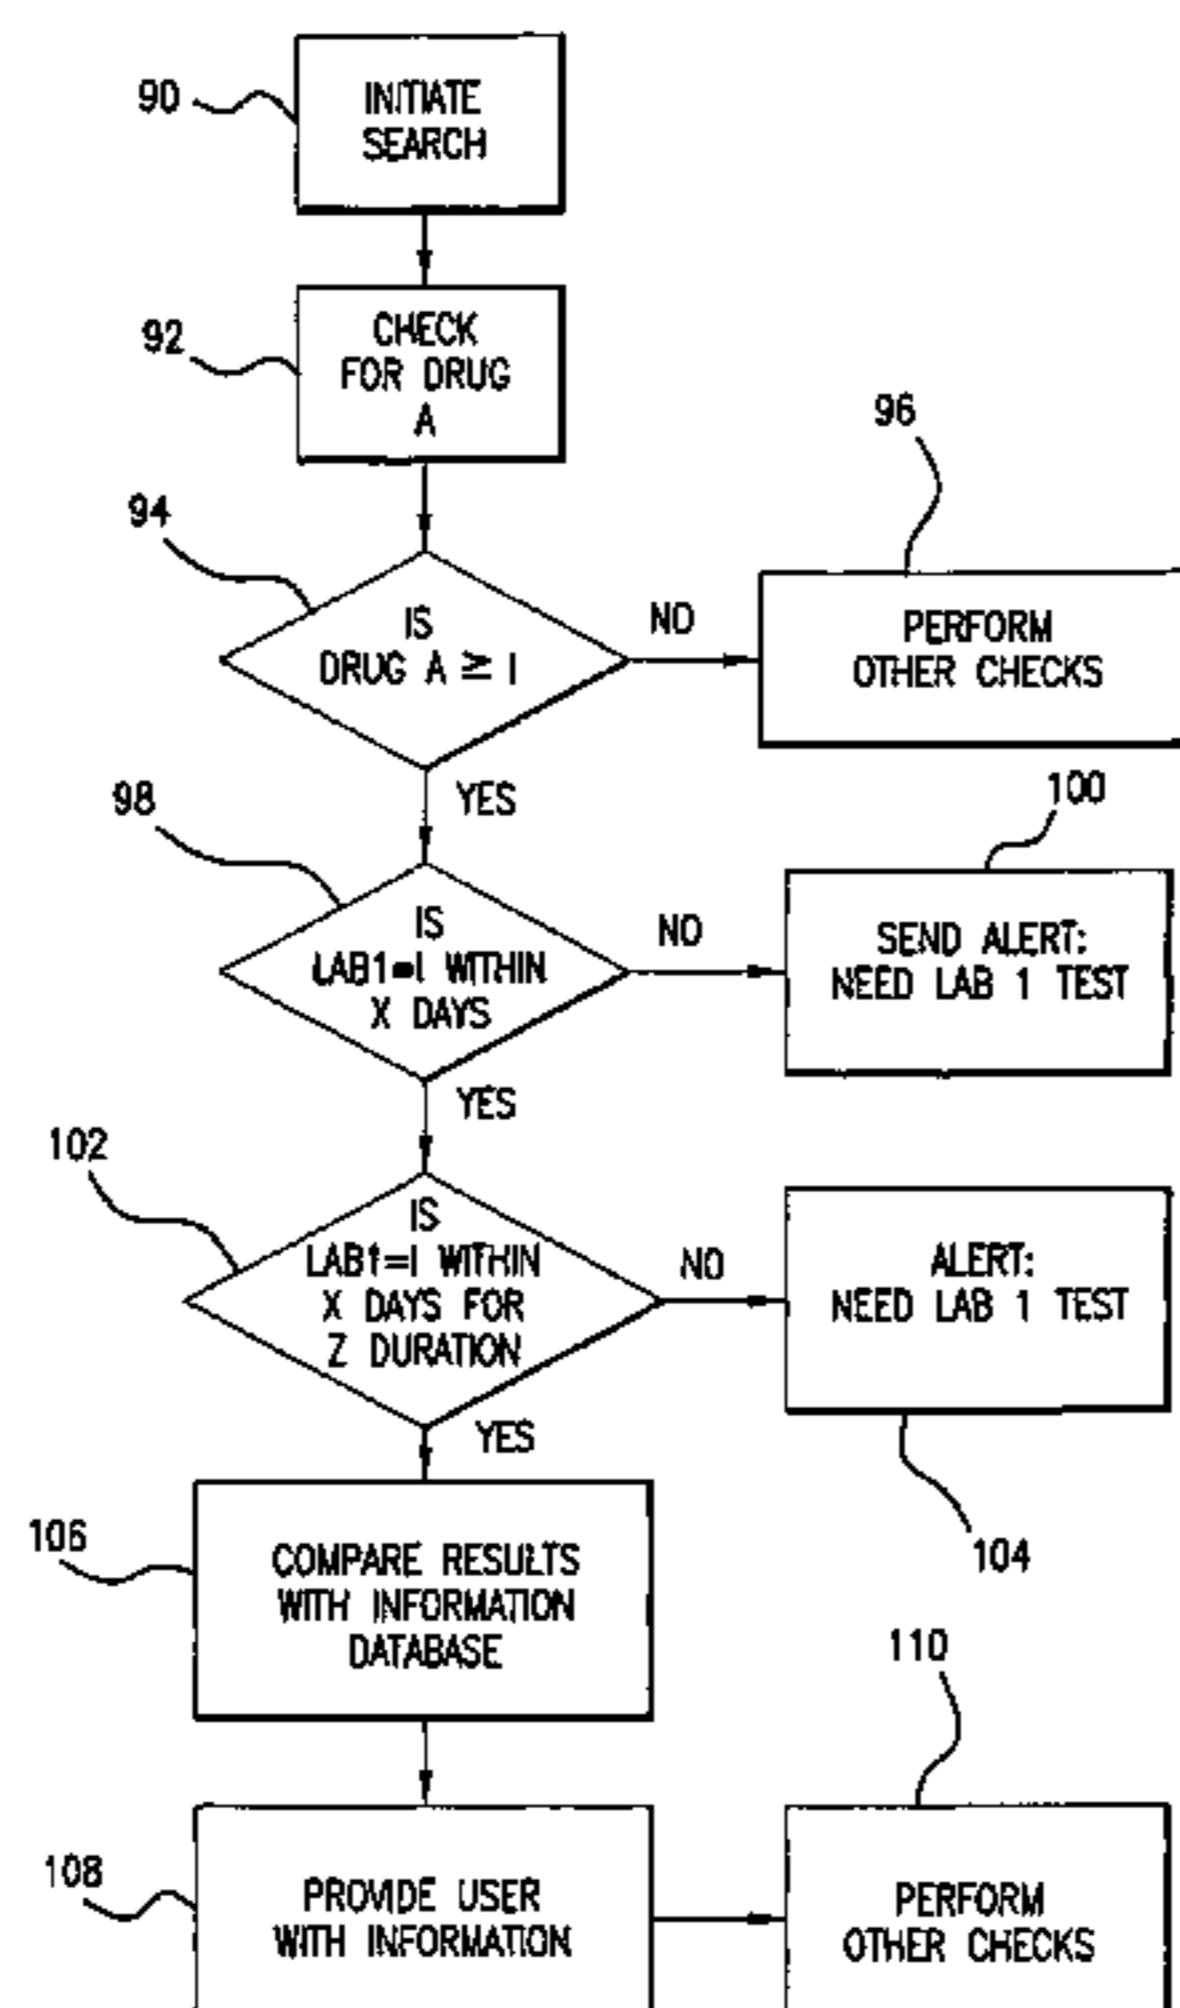 90
INITIATE
SEARCH
92
CHECK
FOR DRUG
A
94
IS
DRUG A ≥ 1
NO
96
PERFORM
OTHER CHECKS
YES
98
IS
LAB1=1 WITHIN
X DAYS
NO
100
SEND ALERT:
NEED LAB 1 TEST
YES
102
IS
LAB1=1 WITHIN
X DAYS FOR
Z DURATION
NO
ALERT:
NEED LAB 1 TEST
104
YES
106
COMPARE RESULTS
WITH INFORMATION
DATABASE
108
PROVIDE USER
WITH INFORMATION
110
PERFORM
OTHER CHECKS